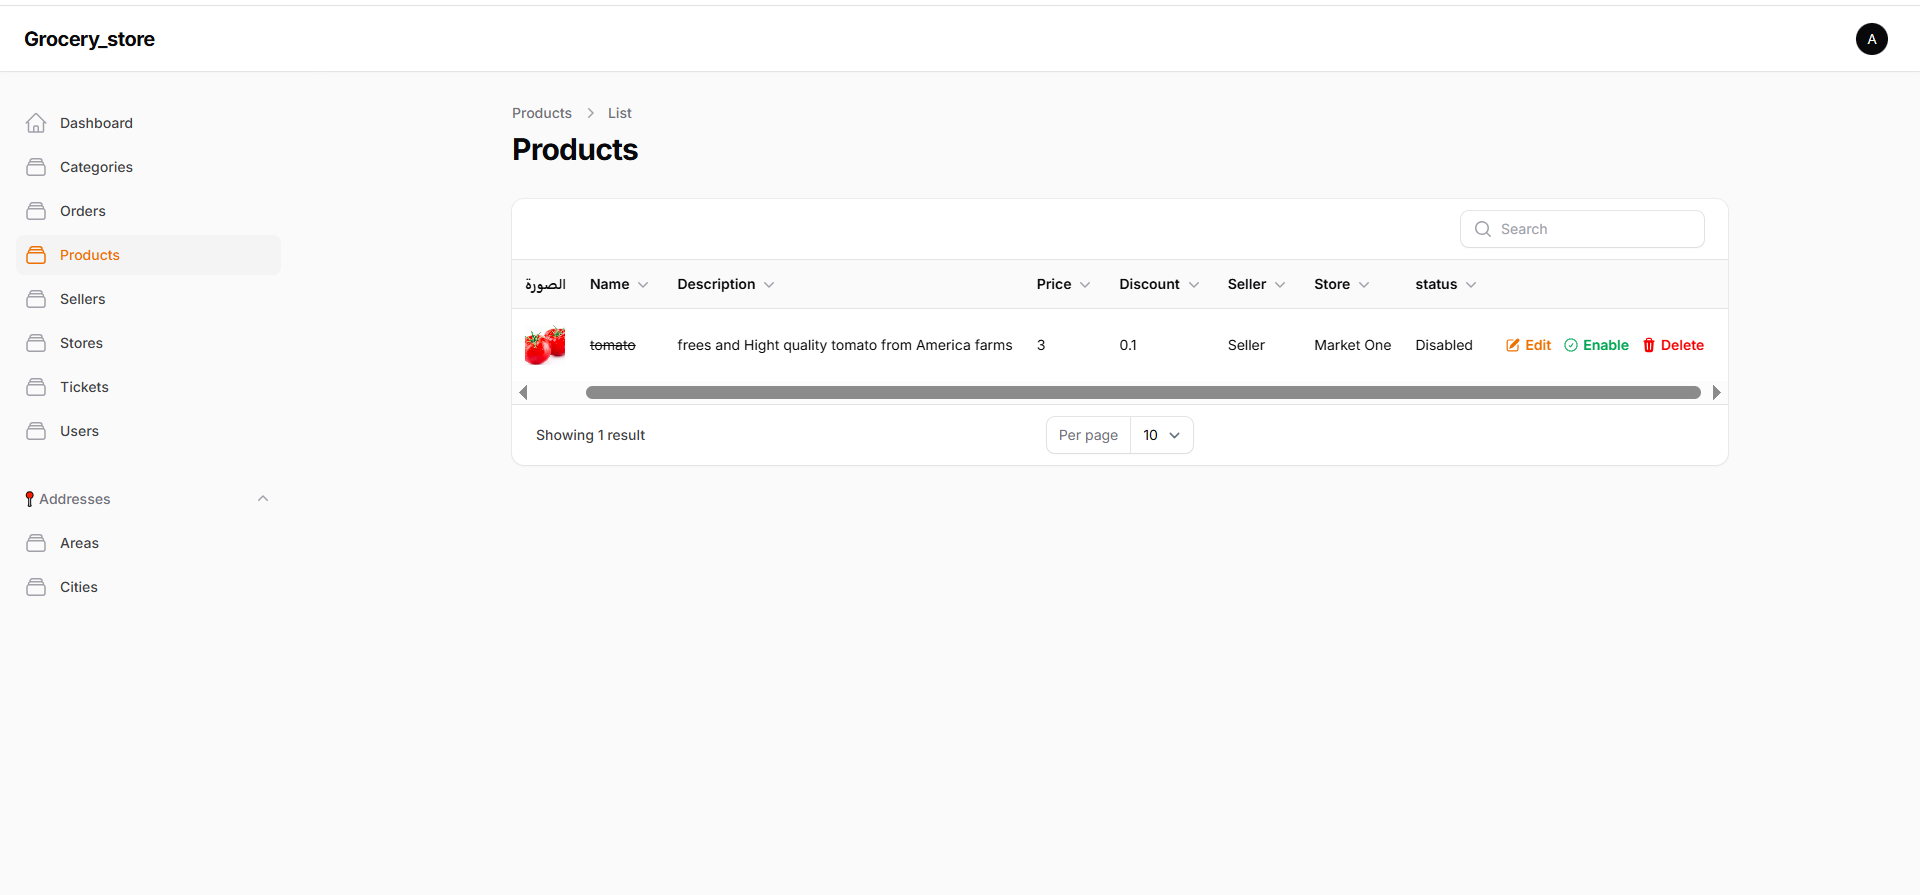 Grocery_store
A
Dashboard
Categories
Orders
Products
Sellers
Stores
Tickets
Users
Addresses
Areas
Cities
Products > List
Products
Search
الصورة Name Description Price Discount Seller Store status
tomato frees and Hight quality tomato from America farms 3 0.1 Seller Market One Disabled Edit Enable Delete
Showing 1 result Per page 10